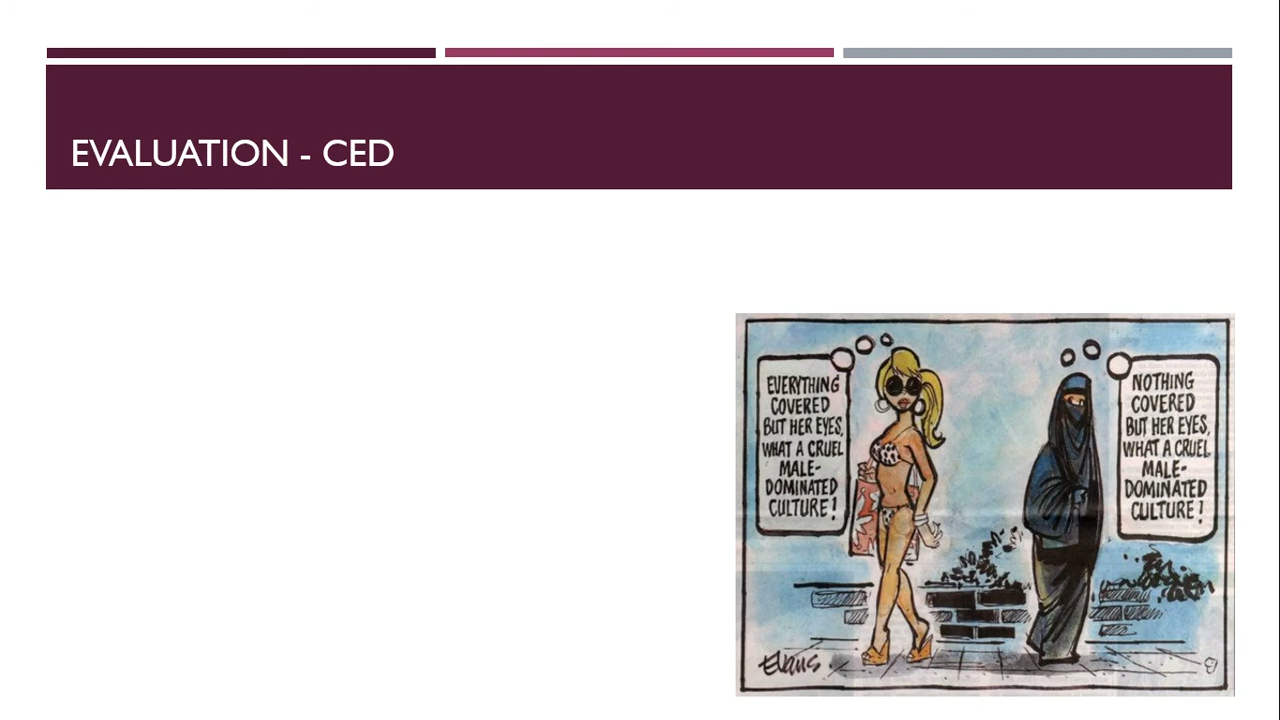 EVALUATION - CED
EVERYTHING
COVERED
BUT HER EYES,
WHAT A CRUEL
MALE-
DOMINATED
CULTURE!
NOTHING
COVERED
BUT HER EYES,
WHAT A CRUEL
MALE-
DOMINATED
CULTURE!
Evans.